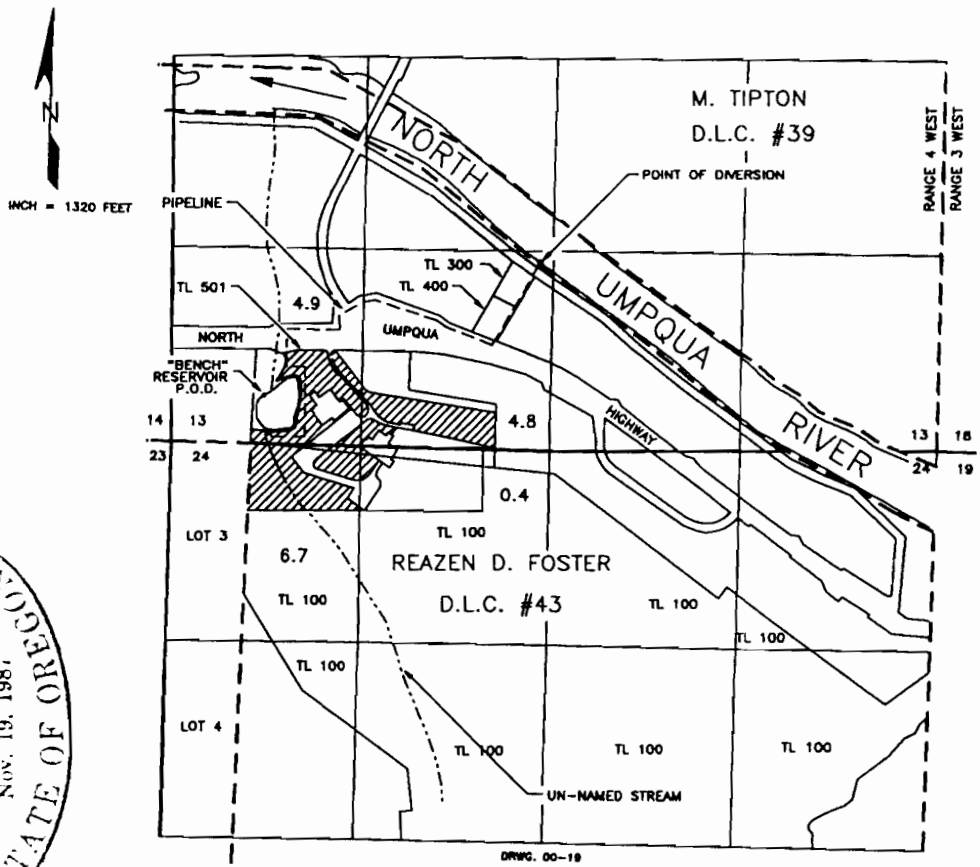 N
INCH = 1320 FEET
M. TIPTON
D.L.C. #39
RANGE 4 WEST
RANGE 3 WEST
NORTH
UMPQUA
RIVER
POINT OF DIVERSION
PIPELINE
TL 300
TL 400
TL 501
4.9
NORTH
UMPQUA
HIGHWAY
"BENCH"
RESERVOIR
P.O.D.
14 13
23 24
13 18
24 19
4.8
0.4
TL 100
LOT 3
6.7
REAZEN D. FOSTER
D.L.C. #43
TL 100
TL 100
TL 100
TL 100
LOT 4
TL 100
TL 100
TL 100
UN-NAMED STREAM
DRWG. 00-19
Nov. 19, 1987
STATE OF OREGON